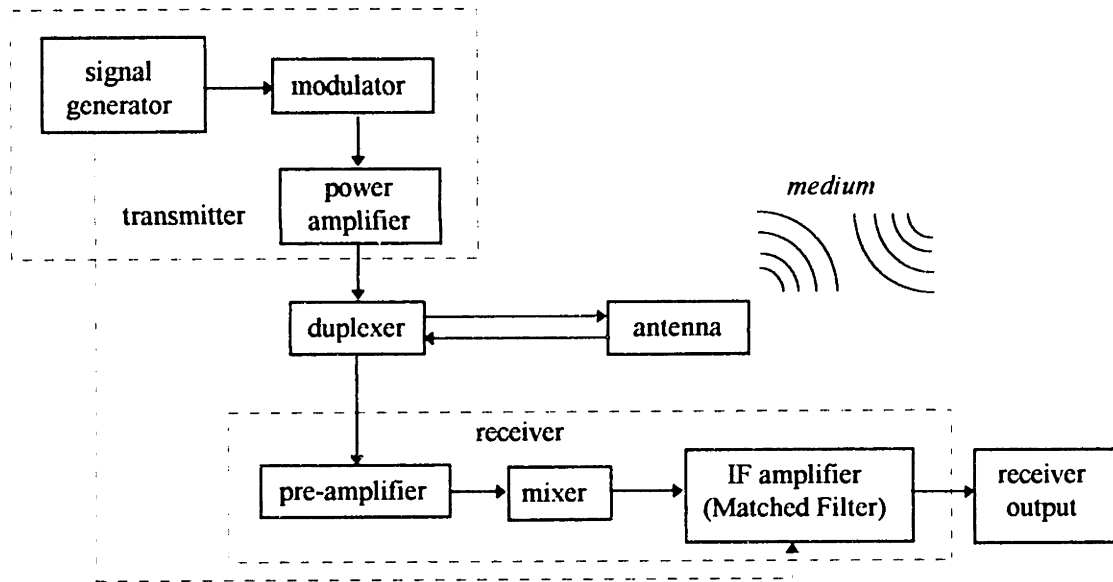 signal
generator
modulator
power
amplifier
transmitter
medium
duplexer
antenna
receiver
pre-amplifier
mixer
IF amplifier
(Matched Filter)
receiver
output